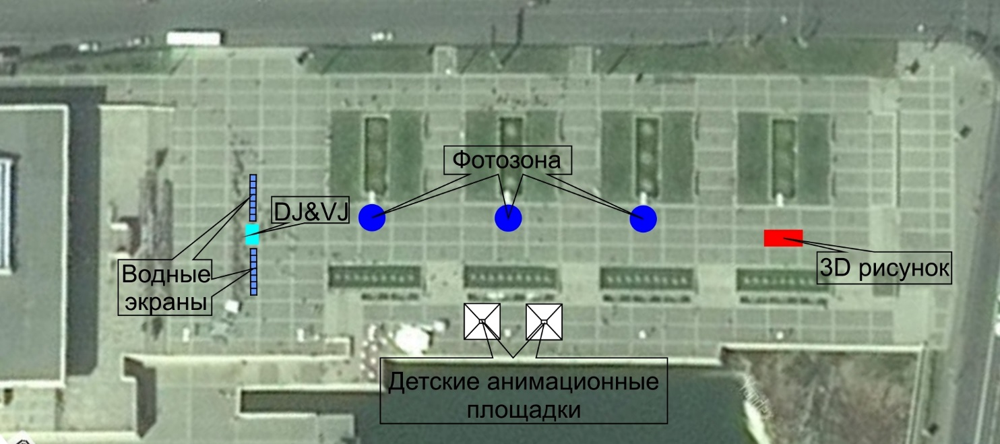 Фотозона
DJ&VJ
Водные
экраны
3D рисунок
Детские анимационные
площадки